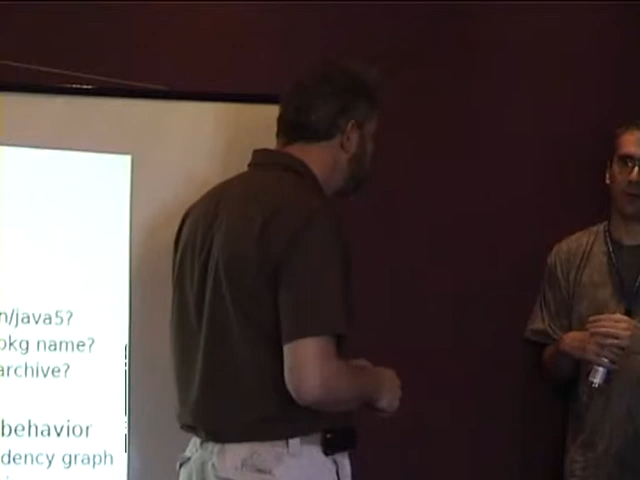 n/java5?
pkg name?
archive?
behavior
dency graph